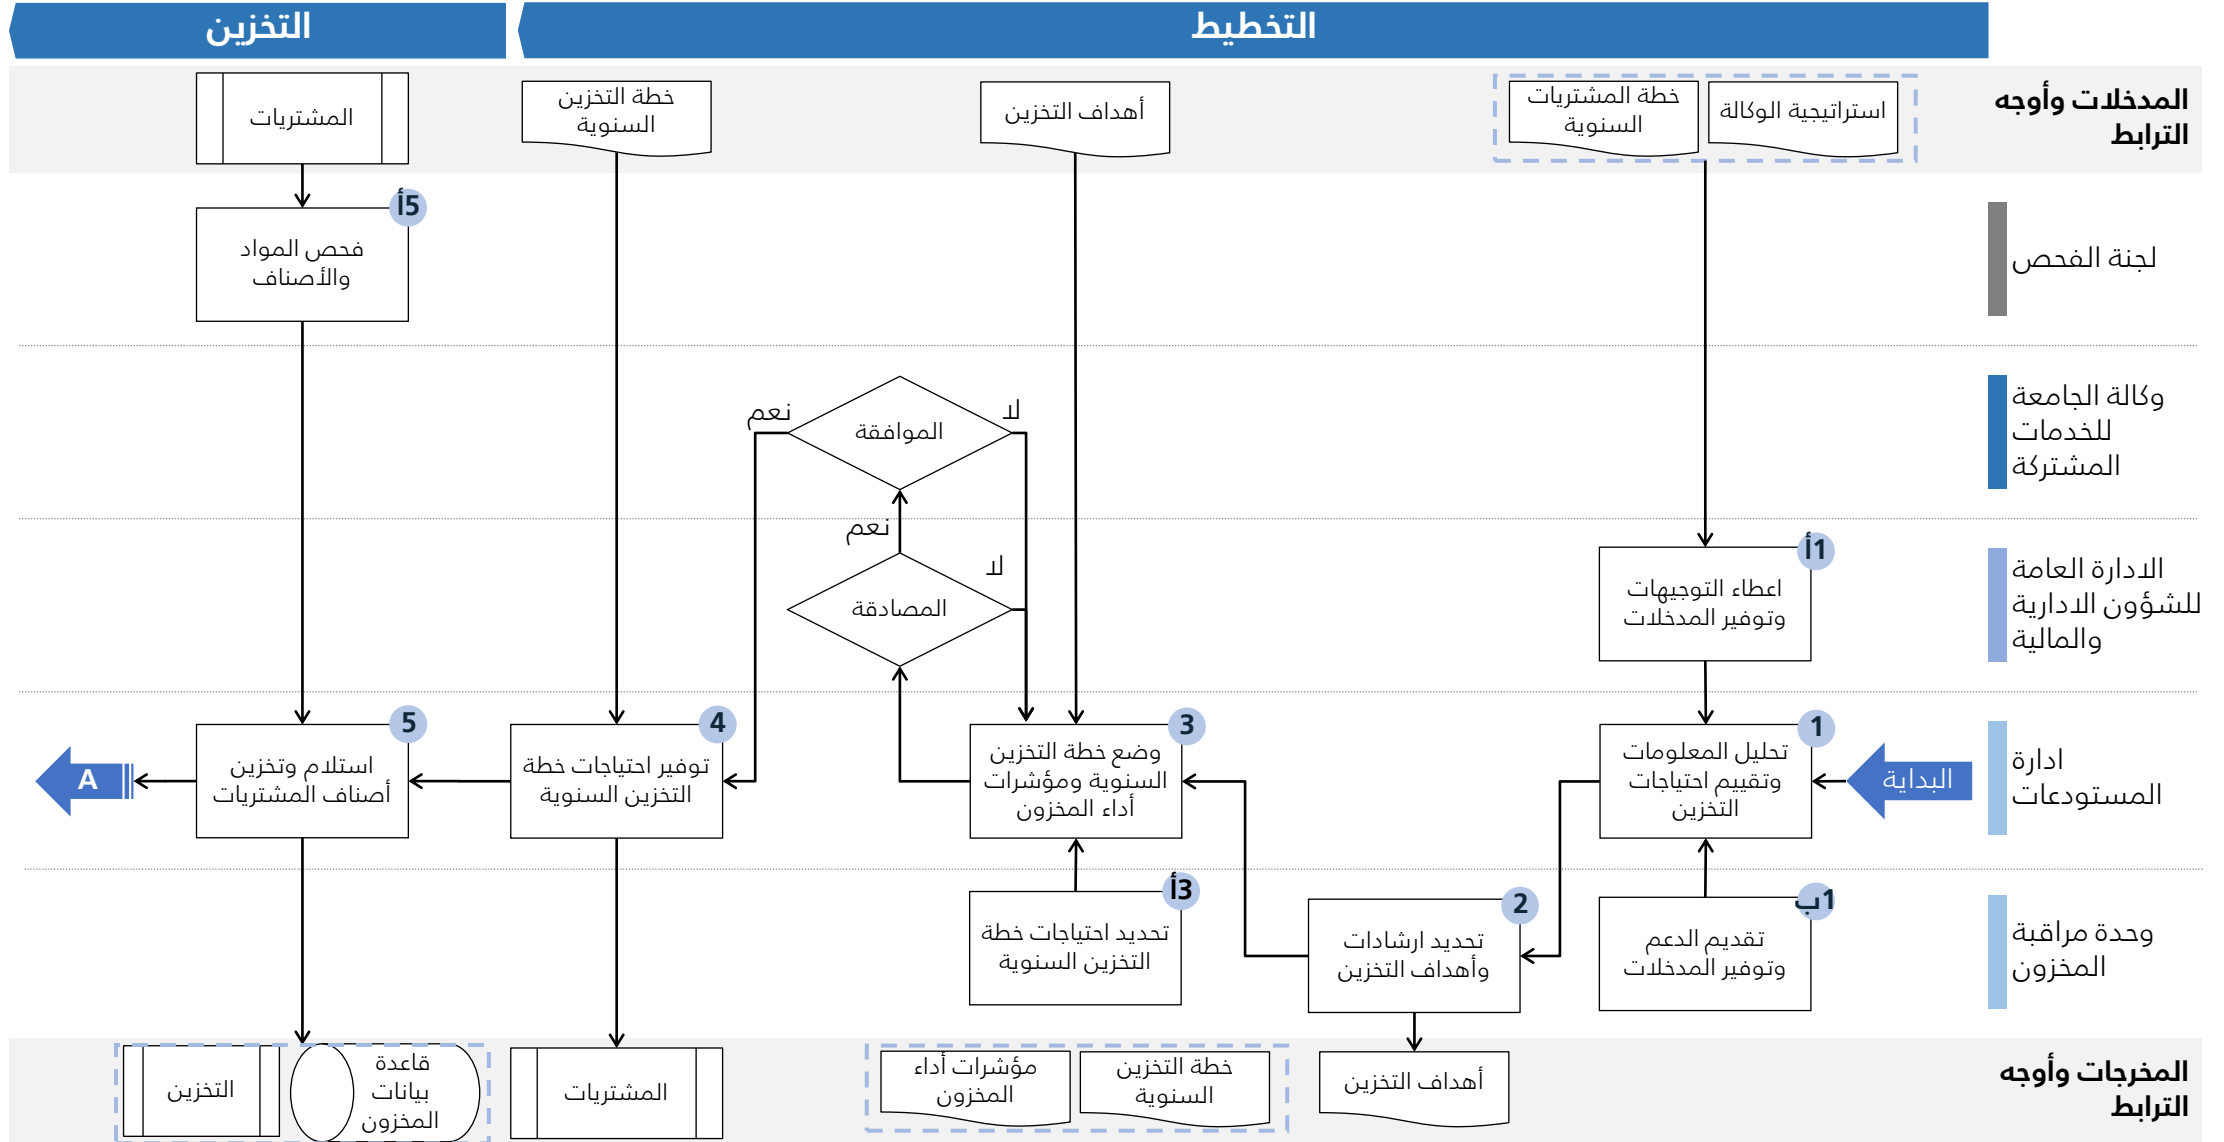 التخطيط
التخزين
المدخلات وأوجه
الترابط
استراتيجية الوكالة
خطة المشتريات
السنوية
أهداف التخزين
خطة التخزين
السنوية
المشتريات
لجنة الفحص
5أ
فحص المواد
والأصناف
وكالة الجامعة
للخدمات
المشتركة
لا
الموافقة
نعم
الادارة العامة
للشؤون الادارية
والمالية
1أ
اعطاء التوجيهات
وتوفير المدخلات
نعم
لا
المصادقة
ادارة
المستودعات
البداية
1
تحليل المعلومات
وتقييم احتياجات
التخزين
3
وضع خطة التخزين
السنوية ومؤشرات
أداء المخزون
4
توفير احتياجات خطة
التخزين السنوية
5
استلام وتخزين
أصناف المشتريات
A
وحدة مراقبة
المخزون
1ب
تقديم الدعم
وتوفير المدخلات
2
تحديد ارشادات
وأهداف التخزين
3أ
تحديد احتياجات خطة
التخزين السنوية
المخرجات وأوجه
الترابط
أهداف التخزين
خطة التخزين
السنوية
مؤشرات أداء
المخزون
المشتريات
قاعدة
بيانات
المخزون
التخزين